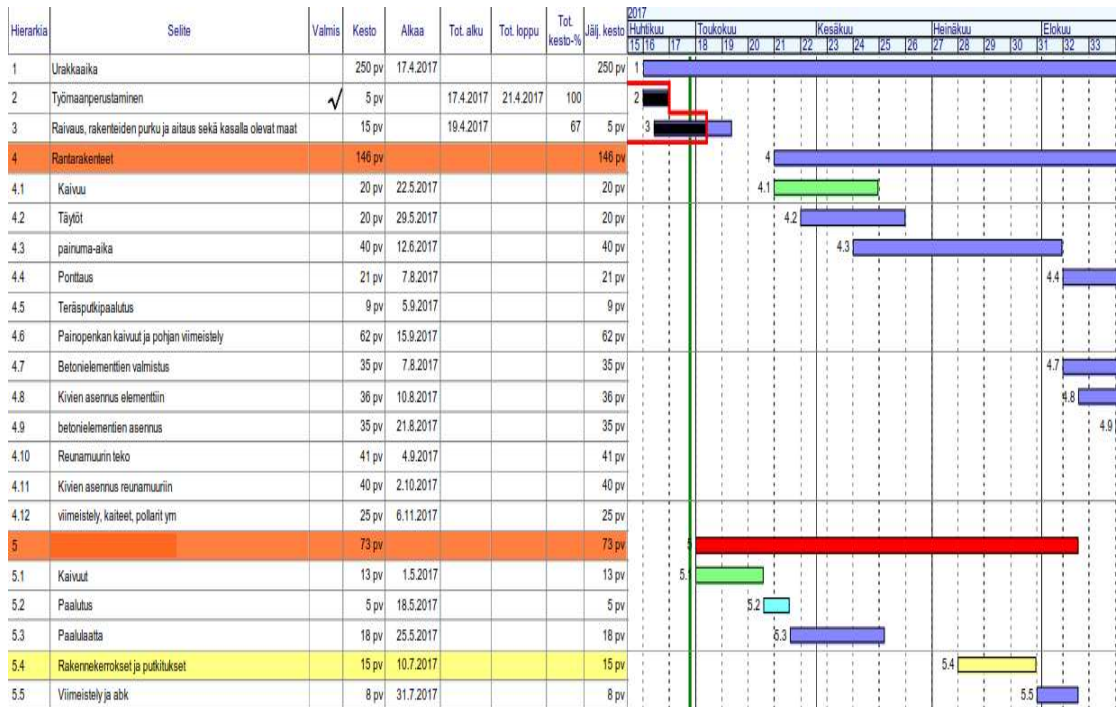 2017
Hierarkia Selite Valmis Kesto Alkaa Tot. alku Tot. loppu Tot. kesto-% Jälj. kesto Huhtikuu Toukokuu Kesäkuu Heinäkuu Elokuu
15 16 17 18 19 20 21 22 23 24 25 26 27 28 29 30 31 32 33
1 Urakkaaika 250 pv 17.4.2017 250 pv 1
2 Työmaanperustaminen √ 5 pv 17.4.2017 21.4.2017 100 2
3 Raivaus, rakenteiden purku ja aitaus sekä kasalla olevat maat 15 pv 19.4.2017 67 5 pv 3
4 Rantarakenteet 146 pv 146 pv 4
4.1 Kaivuu 20 pv 22.5.2017 20 pv 4.1
4.2 Täytöt 20 pv 29.5.2017 20 pv 4.2
4.3 painuma-aika 40 pv 12.6.2017 40 pv 4.3
4.4 Ponttaus 21 pv 7.8.2017 21 pv 4.4
4.5 Teräsputkipaalutus 9 pv 5.9.2017 9 pv
4.6 Painopenkan kaivuut ja pohjan viimeistely 62 pv 15.9.2017 62 pv
4.7 Betonielementtien valmistus 35 pv 7.8.2017 35 pv 4.7
4.8 Kivien asennus elementtiin 36 pv 10.8.2017 36 pv 4.8
4.9 betonielementien asennus 35 pv 21.8.2017 35 pv 4.9
4.10 Reunamuurin teko 41 pv 4.9.2017 41 pv
4.11 Kivien asennus reunamuuriin 40 pv 2.10.2017 40 pv
4.12 viimeistely, kaiteet, pollarit ym 25 pv 6.11.2017 25 pv
5 73 pv 73 pv 5
5.1 Kaivuut 13 pv 1.5.2017 13 pv 5.1
5.2 Paalutus 5 pv 18.5.2017 5 pv 5.2
5.3 Paalulaatta 18 pv 25.5.2017 18 pv 5.3
5.4 Rakennekerrokset ja putkitukset 15 pv 10.7.2017 15 pv 5.4
5.5 Viimeistely ja abk 8 pv 31.7.2017 8 pv 5.5